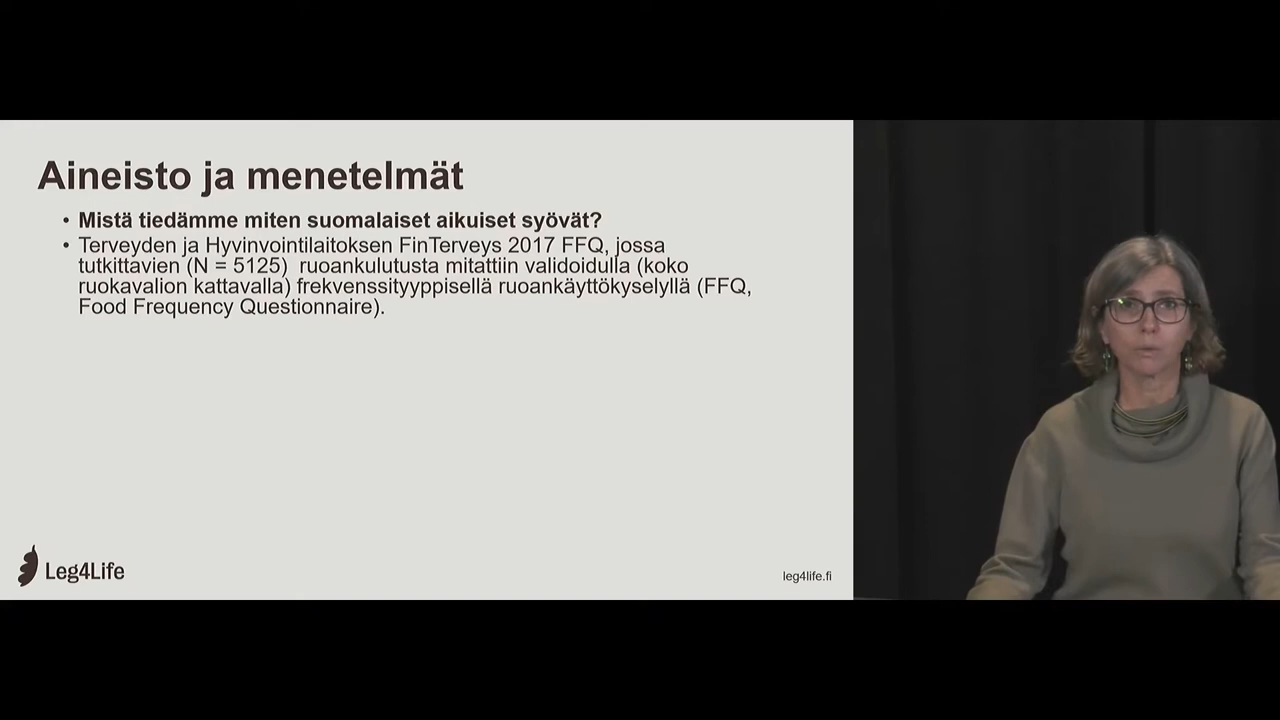 Aineisto ja menetelmät
• Mistä tiedämme miten suomalaiset aikuiset syövät?
• Terveyden ja Hyvinvointilaitoksen FinTerveys 2017 FFQ, jossa
tutkittavien (N = 5125)  ruoankulutusta mitattiin validoidulla (koko
ruokavalion kattavalla) frekvenssityyppisellä ruoankäyttökyselyllä (FFQ,
Food Frequency Questionnaire).
Leg4Life
leg4life.fi